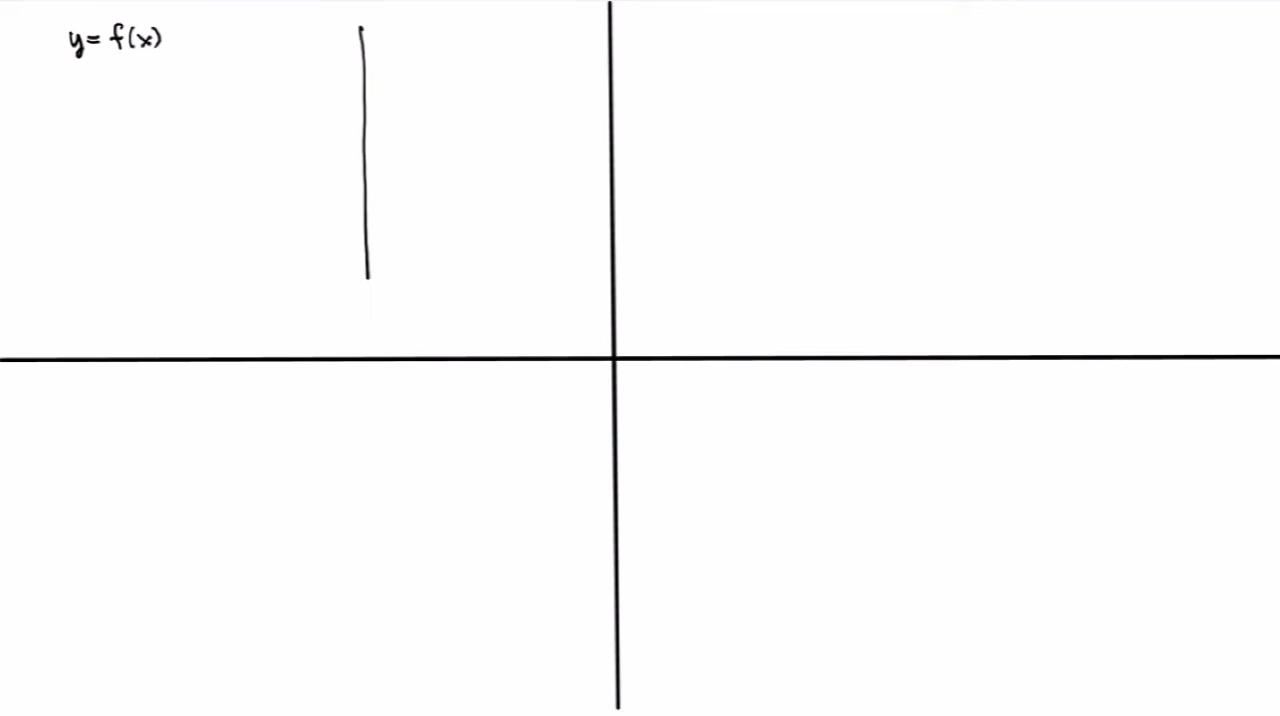 y = f(x)